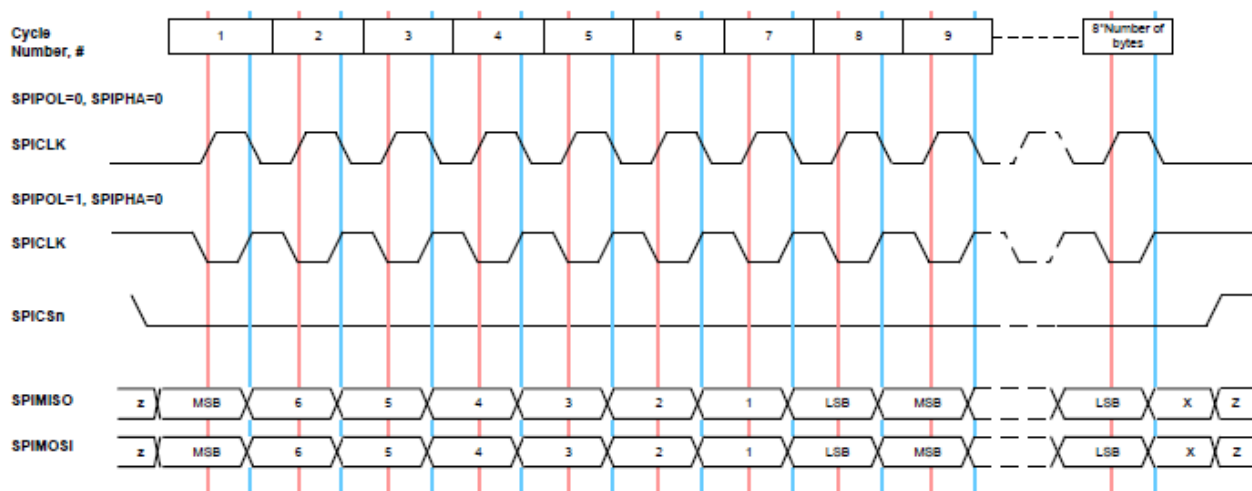 Cycle
Number, #
1 2 3 4 5 6 7 8 9
8*Number of
bytes
SPIPOL=0, SPIPHA=0
SPICLK
SPIPOL=1, SPIPHA=0
SPICLK
SPICSn
SPIMISO
z MSB 6 5 4 3 2 1 LSB MSB LSB X Z
SPIMOSI
z MSB 6 5 4 3 2 1 LSB MSB LSB X Z